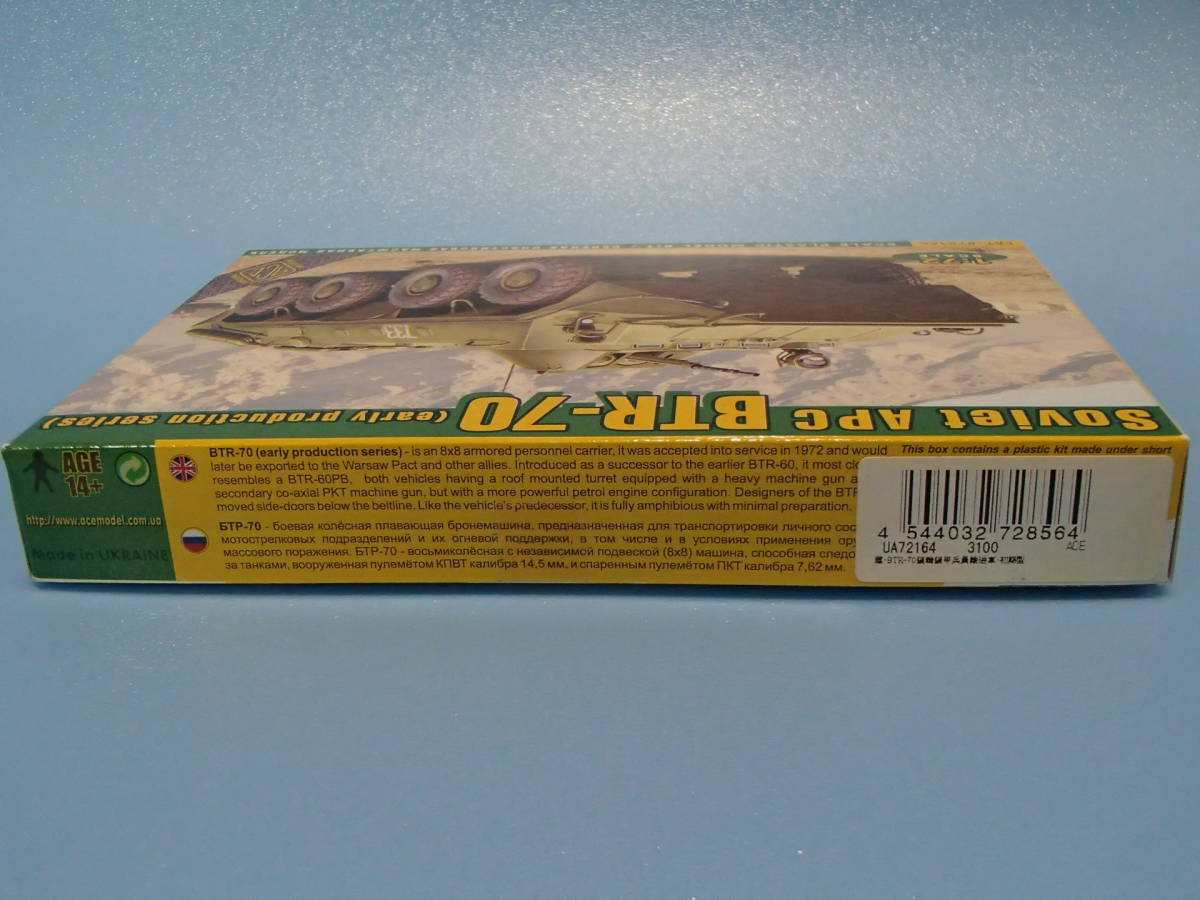 1:72
SCALE
733
Soviet APC BTR-70 (early production series)
AGE
14+
http://www.acemodel.com.ua
Made in UKRAINE
BTR-70 (early production series) - is an 8x8 armored personnel carrier, it was accepted into service in 1972 and would
later be exported to the Warsaw Pact and other allies. Introduced as a successor to the earlier BTR-60, it most
resembles a BTR-60PB, both vehicles having a roof mounted turret equipped with a heavy machine gun
secondary co-axial PKT machine gun, but with a more powerful petrol engine configuration. Designers of the
moved side-doors below the beltline. Like the vehicle's predecessor, it is fully amphibious with minimal preparation.
БТР-70 - боевая колёсная плавающая бронемашина, предназначенная для транспортировки личного
мотострелковых подразделений и их огневой поддержки, в том числе и в условиях применения
массового поражения. БТР-70 - восьмиколёсная с независимой подвеской (8x8) машина, способная
за танками, вооруженная пулемётом КПВТ калибра 14,5 мм, и спаренным пулемётом ПКТ калибра 7,62 мм.
This box contains a plastic kit made under short
4 544032 728564
UA72164 3100 ACE